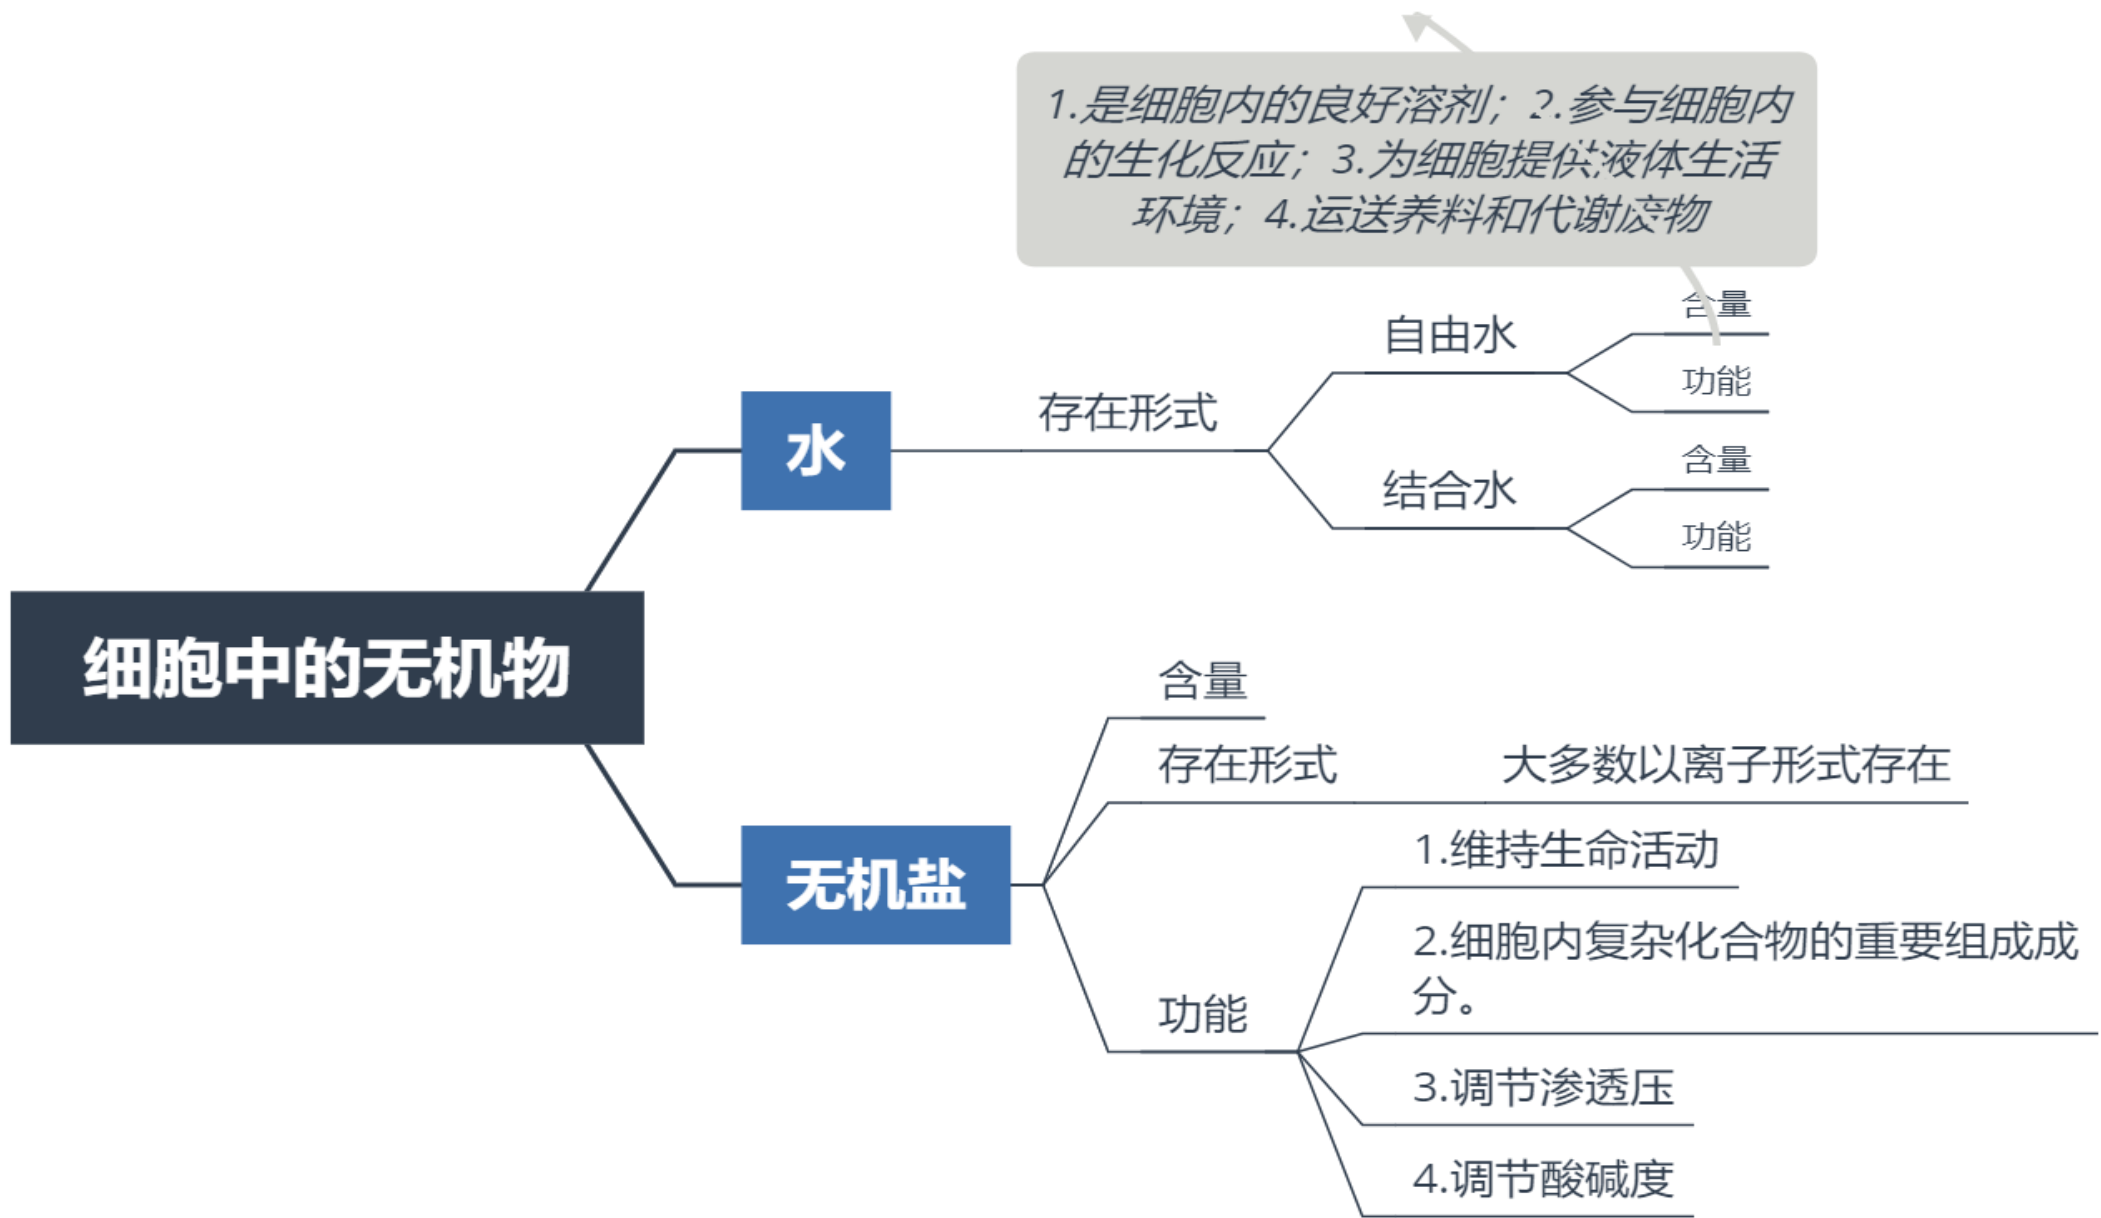 1.是细胞内的良好溶剂；2.参与细胞内
的生化反应；3.为细胞提供液体生活
环境；4.运送养料和代谢废物
含量
自由水
功能
存在形式
水
含量
结合水
功能
细胞中的无机物
含量
存在形式
大多数以离子形式存在
无机盐
1.维持生命活动
2.细胞内复杂化合物的重要组成成
分。
功能
3.调节渗透压
4.调节酸碱度